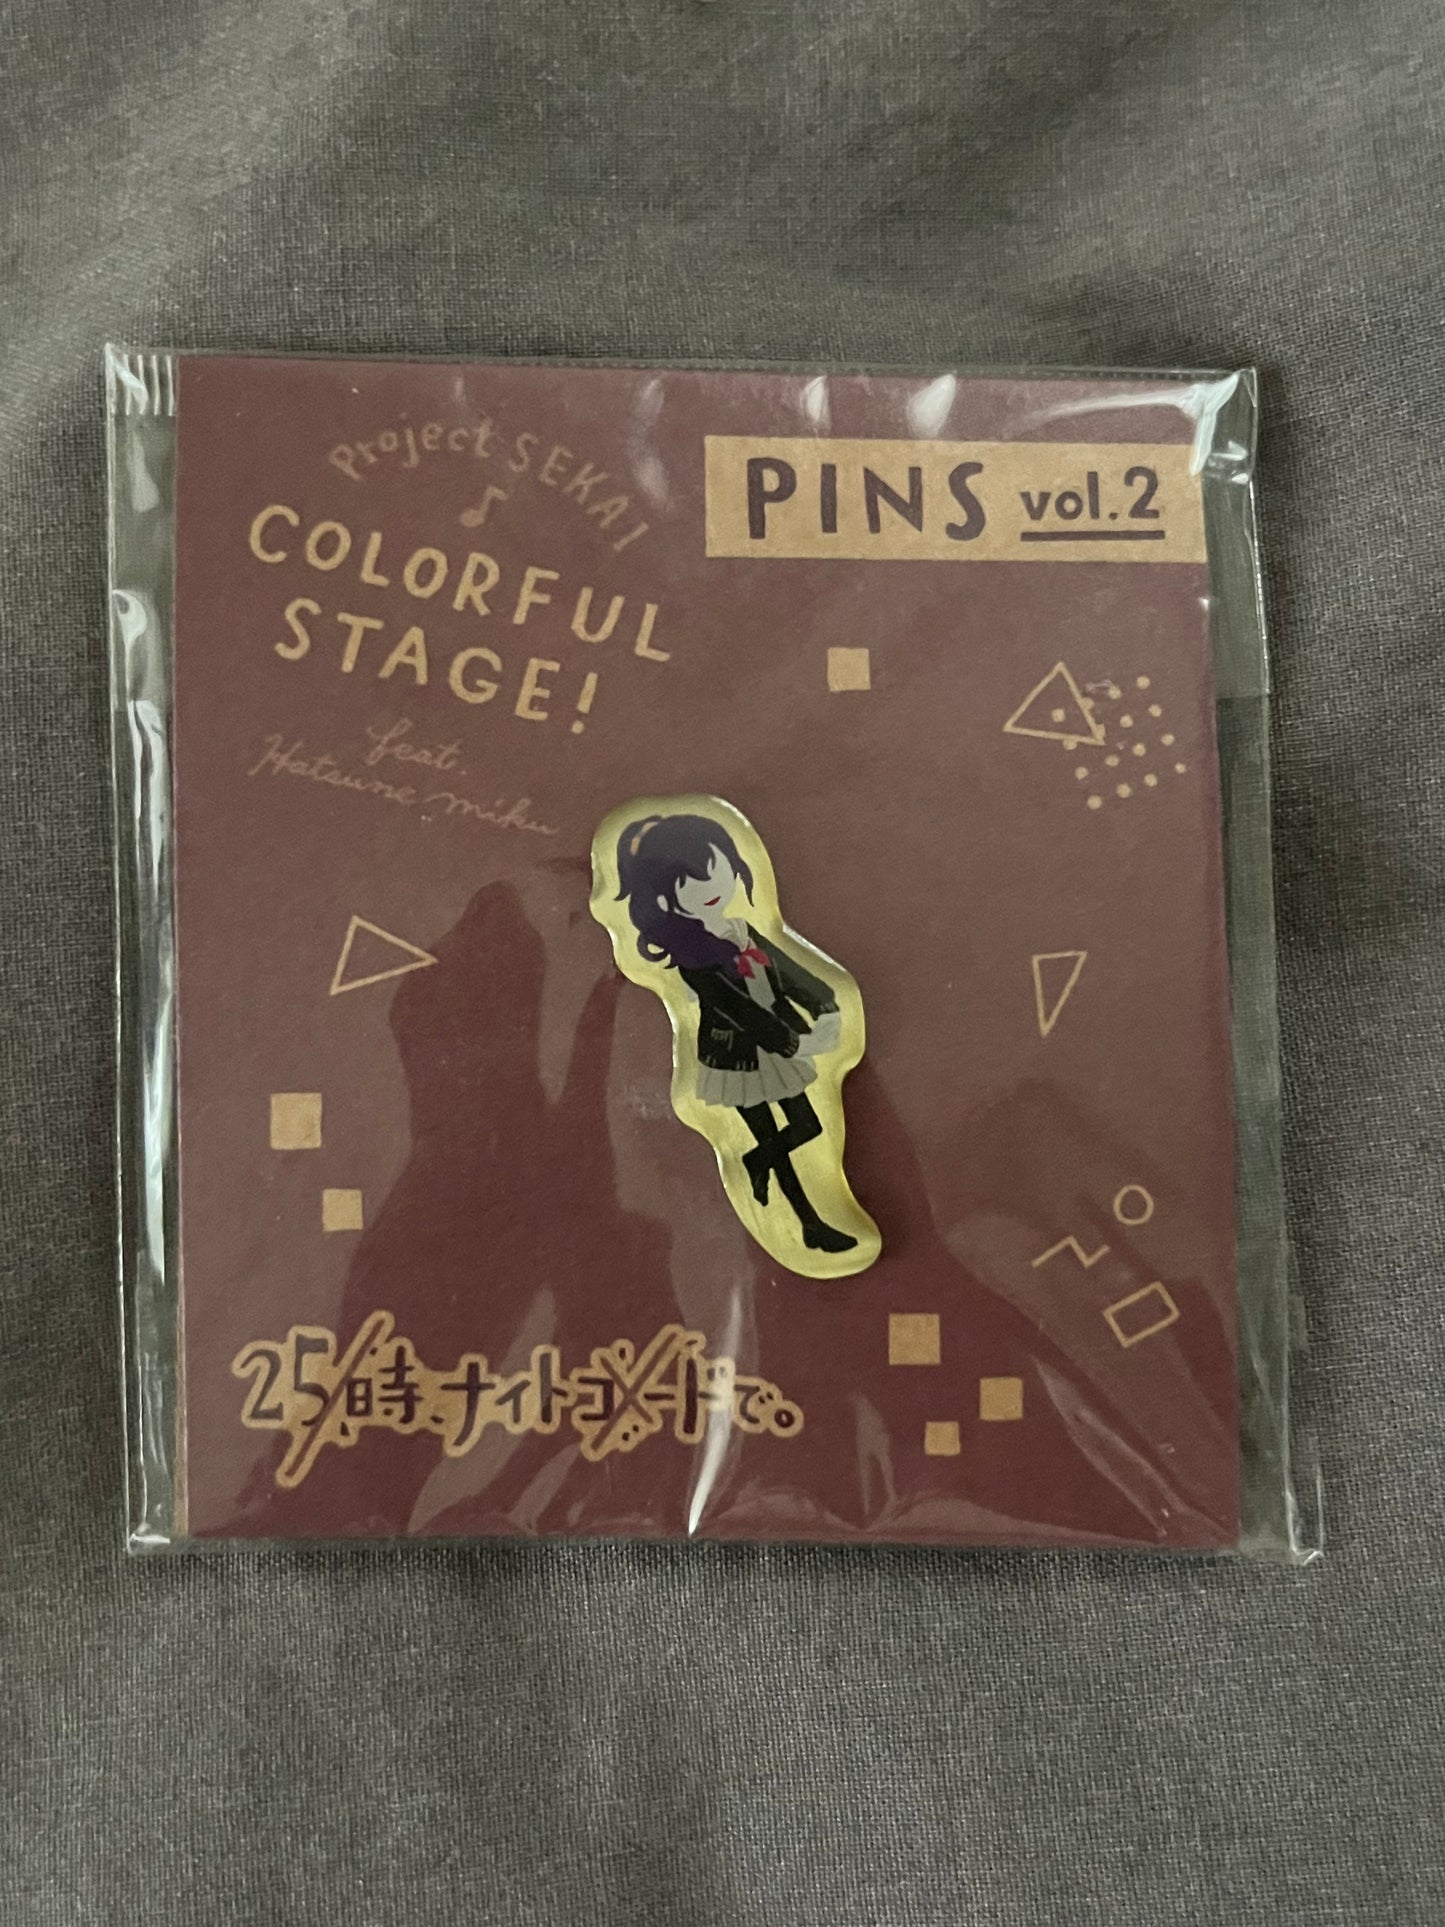 Project SEKAI
COLORFUL
STAGE!
feat.
Hatsune miku
PINS vol.2
25時、ナイトコードで。